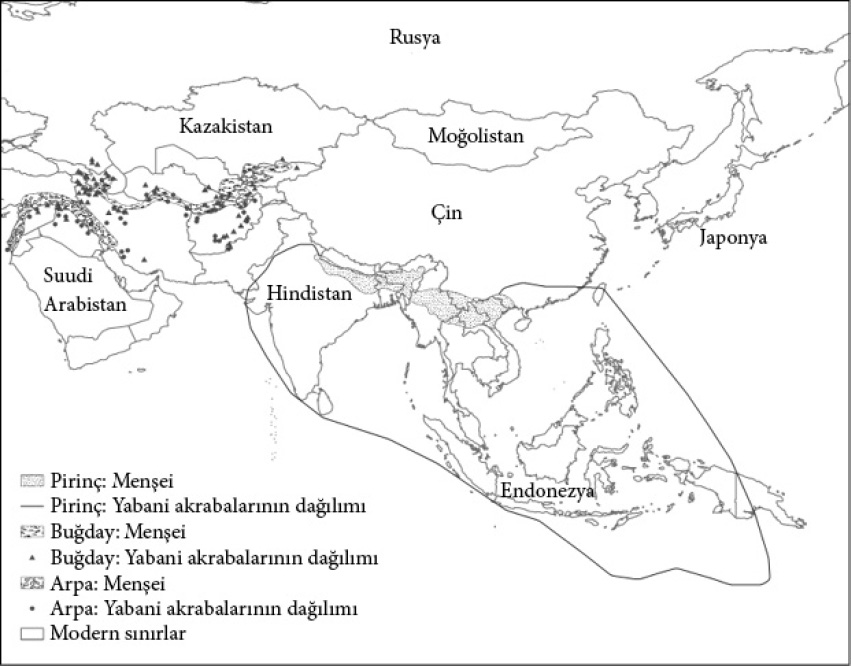 Rusya
Kazakistan
Moğolistan
Çin
Japonya
Suudi
Arabistan
Hindistan
Endonezya
Pirinç: Menşei
Pirinç: Yabani akrabalarının dağılımı
Buğday: Menşei
Buğday: Yabani akrabalarının dağılımı
Arpa: Menşei
Arpa: Yabani akrabalarının dağılımı
Modern sınırlar